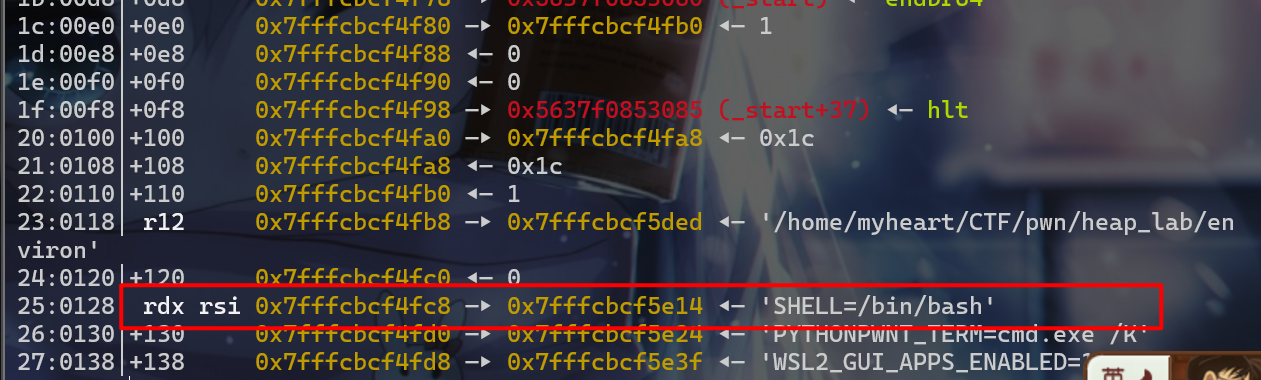 1b:00d8│+0d8 0x7fffcbcf4f78 —▸ 0x5637f0853060 (_start) ◂— endbr64
1c:00e0│+0e0 0x7fffcbcf4f80 —▸ 0x7fffcbcf4fb0 ◂— 1
1d:00e8│+0e8 0x7fffcbcf4f88 ◂— 0
1e:00f0│+0f0 0x7fffcbcf4f90 ◂— 0
1f:00f8│+0f8 0x7fffcbcf4f98 —▸ 0x5637f0853085 (_start+37) ◂— hlt
20:0100│+100 0x7fffcbcf4fa0 —▸ 0x7fffcbcf4fa8 ◂— 0x1c
21:0108│+108 0x7fffcbcf4fa8 ◂— 0x1c
22:0110│+110 0x7fffcbcf4fb0 ◂— 1
23:0118│ r12 0x7fffcbcf4fb8 —▸ 0x7fffcbcf5ded ◂— '/home/myheart/CTF/pwn/heap_lab/en
viron'
24:0120│+120 0x7fffcbcf4fc0 ◂— 0
25:0128│ rdx rsi 0x7fffcbcf4fc8 —▸ 0x7fffcbcf5e14 ◂— 'SHELL=/bin/bash'
26:0130│+130 0x7fffcbcf4fd0 —▸ 0x7fffcbcf5e24 ◂— 'PYTHONPWNT_TERM=cmd.exe /K'
27:0138│+138 0x7fffcbcf4fd8 —▸ 0x7fffcbcf5e3f ◂— 'WSL2_GUI_APPS_ENABLED=
英